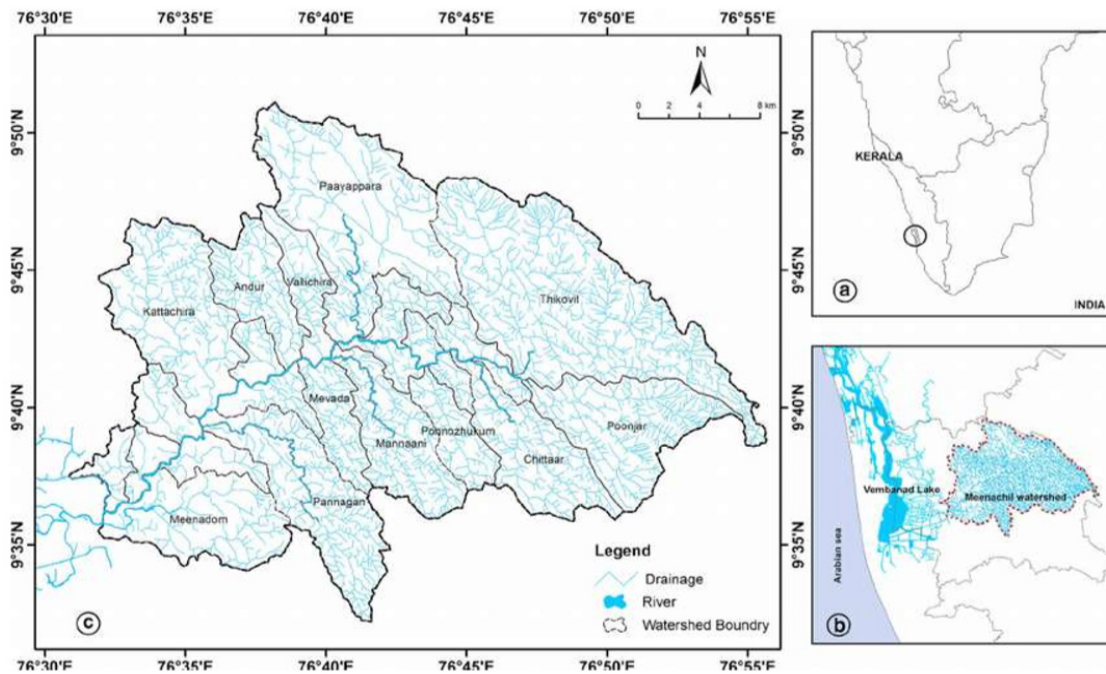 76°30'E 76°35'E 76°40'E 76°45'E 76°50'E 76°55'E
N
0 2 4 8 km
9°50'N
9°50'N
Paayappara
9°45'N
9°45'N
Kattachira
Andur
Vallichira
Thikovil
9°40'N
9°40'N
Mevada
Mannaani
Ponnozhukum
Poonjar
Chittaar
Pannagan
Meenadom
9°35'N
9°35'N
Legend
Drainage
River
Watershed Boundry
c
76°30'E 76°35'E 76°40'E 76°45'E 76°50'E 76°55'E
KERALA
a
INDIA
Vembanad Lake
Meenachil watershed
Arabian sea
b